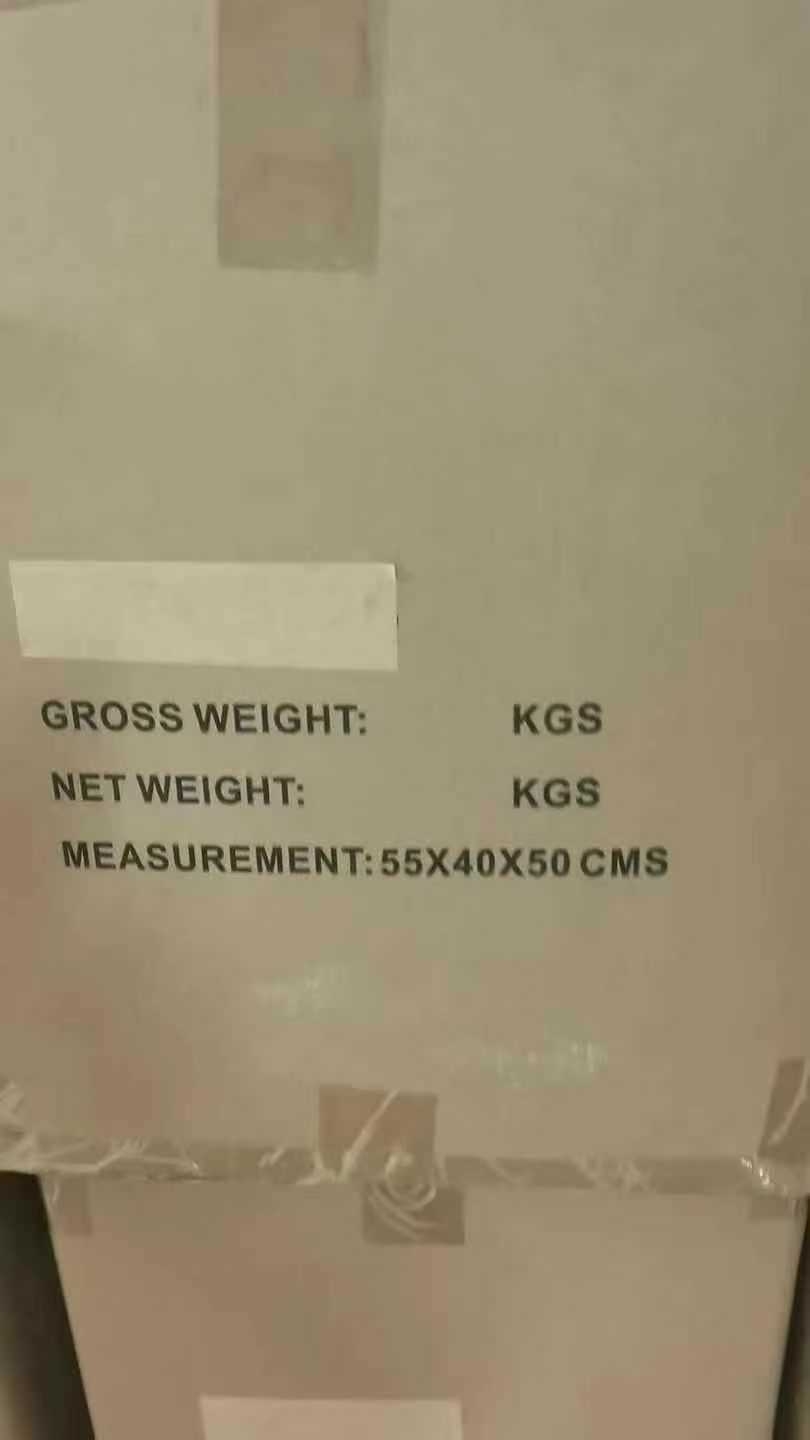 GROSS WEIGHT: KGS
NET WEIGHT: KGS
MEASUREMENT: 55X40X50 CMS